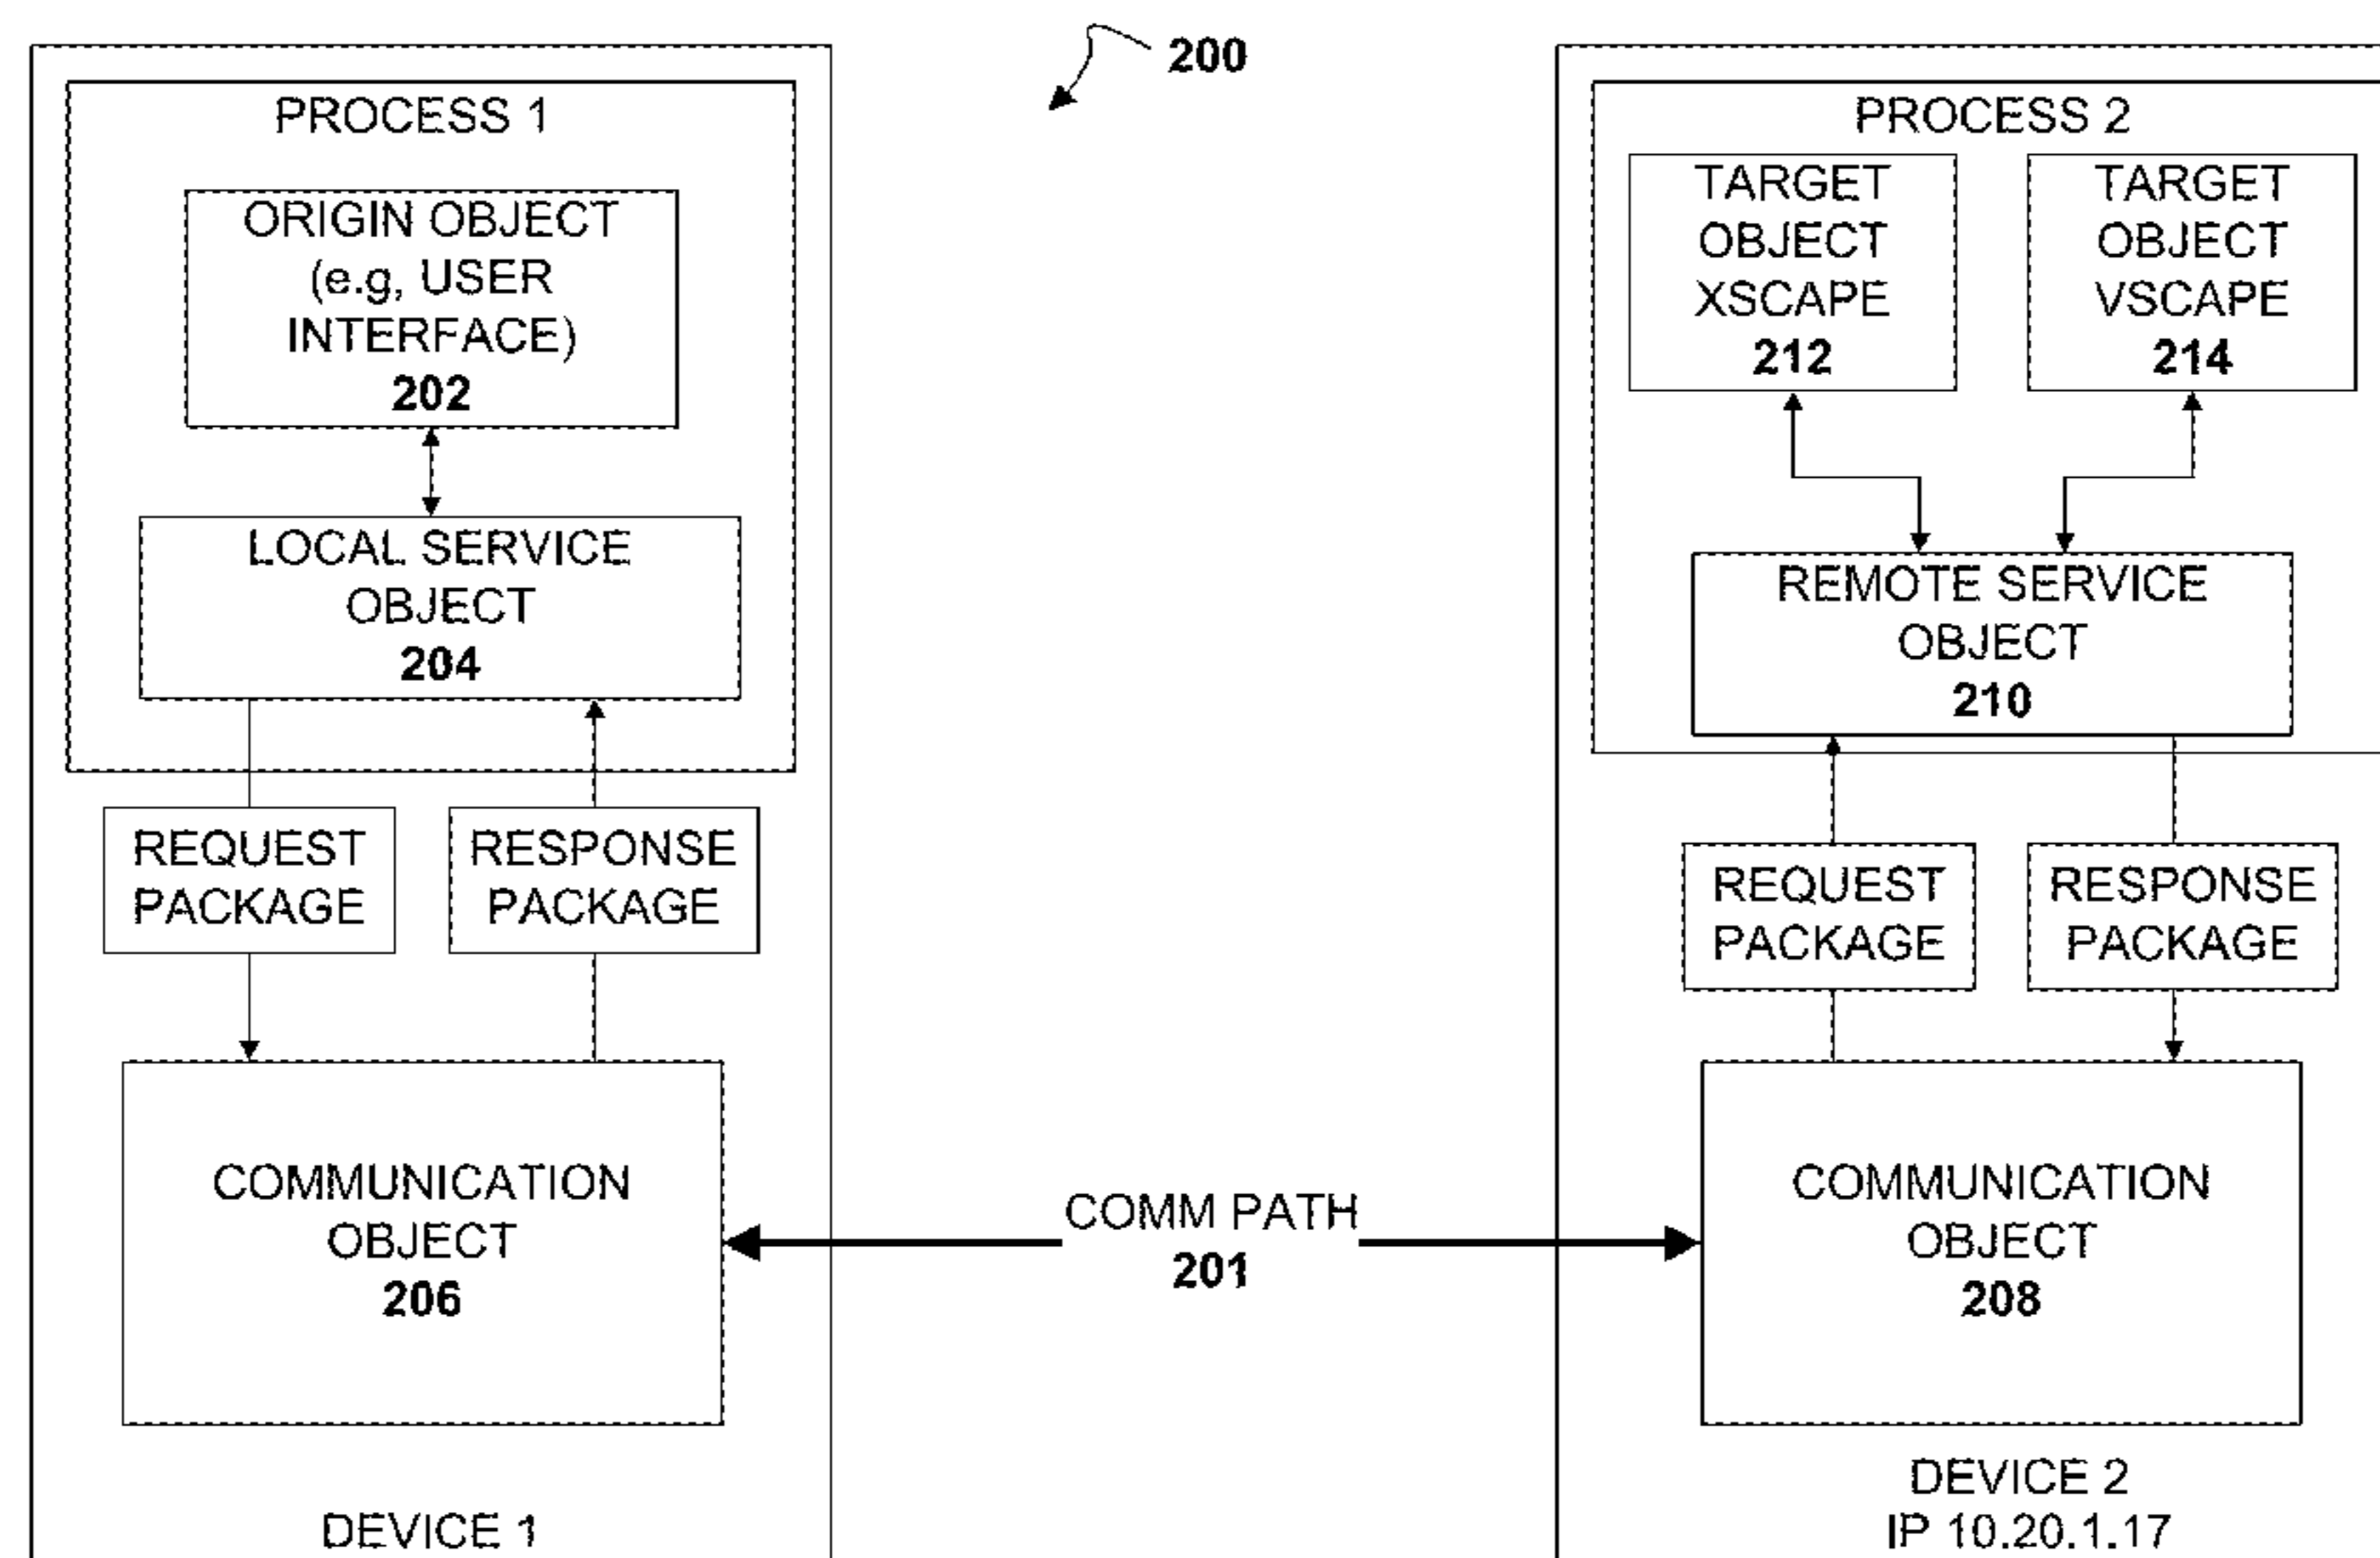 200
PROCESS 1
ORIGIN OBJECT
(e.g, USER
INTERFACE)
202
LOCAL SERVICE
OBJECT
204
REQUEST
PACKAGE
RESPONSE
PACKAGE
COMMUNICATION
OBJECT
206
DEVICE 1
COMM PATH
201
PROCESS 2
TARGET
OBJECT
XSCAPE
212
TARGET
OBJECT
VSCAPE
214
REMOTE SERVICE
OBJECT
210
REQUEST
PACKAGE
RESPONSE
PACKAGE
COMMUNICATION
OBJECT
208
DEVICE 2
IP 10.20.1.17